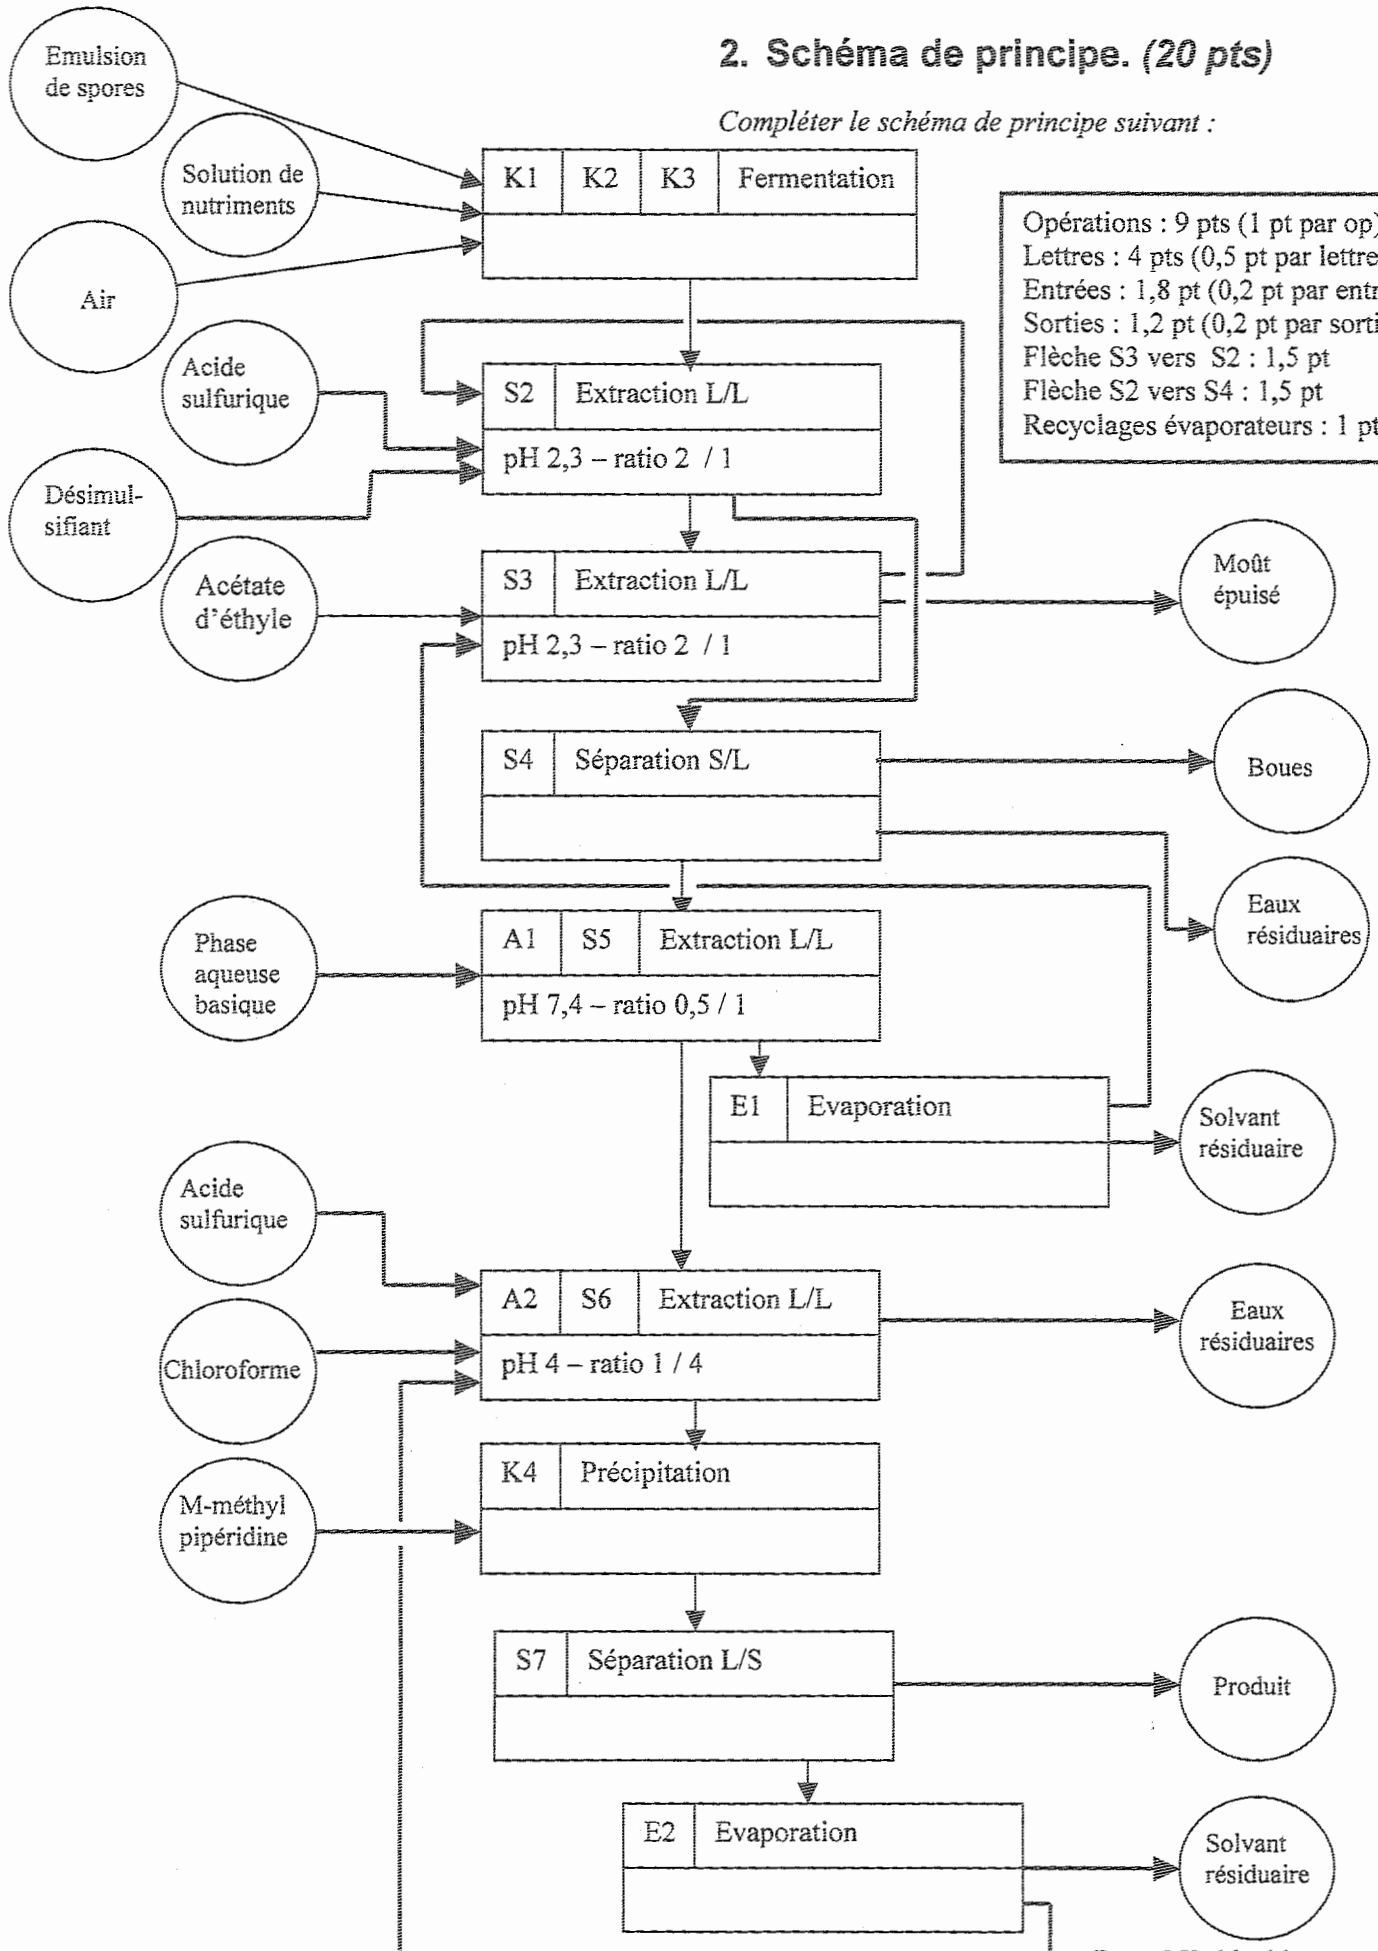 2. Schéma de principe. (20 pts)
Compléter le schéma de principe suivant :
Emulsion
de spores
Solution de
nutriments
Air
K1 K2 K3 Fermentation
Opérations : 9 pts (1 pt par op)
Lettres : 4 pts (0,5 pt par lettre
Entrées : 1,8 pt (0,2 pt par entr
Sorties : 1,2 pt (0,2 pt par sorti
Flèche S3 vers S2 : 1,5 pt
Flèche S2 vers S4 : 1,5 pt
Recyclages évaporateurs : 1 pt
Acide
sulfurique
S2 Extraction L/L
pH 2,3 – ratio 2 / 1
Désimul-
sifiant
Acétate
d'éthyle
S3 Extraction L/L
pH 2,3 – ratio 2 / 1
Moût
épuisé
S4 Séparation S/L
Boues
Eaux
résiduaires
Phase
aqueuse
basique
A1 S5 Extraction L/L
pH 7,4 – ratio 0,5 / 1
E1 Evaporation
Solvant
résiduaire
Acide
sulfurique
A2 S6 Extraction L/L
pH 4 – ratio 1 / 4
Eaux
résiduaires
Chloroforme
K4 Précipitation
M-méthyl
pipéridine
S7 Séparation L/S
Produit
E2 Evaporation
Solvant
résiduaire